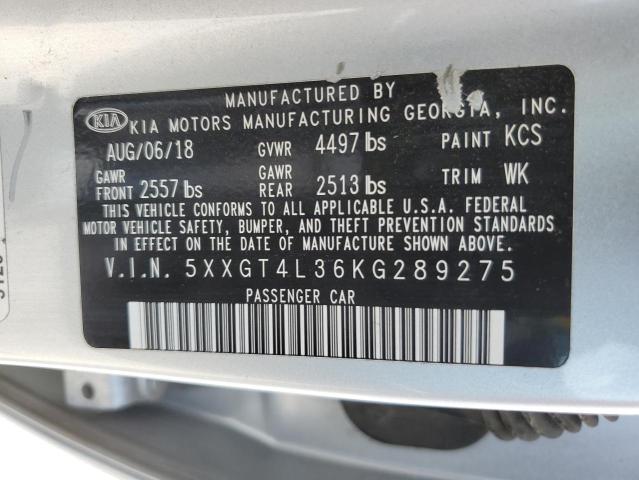 MANUFACTURED BY
KIA KIA MOTORS MANUFACTURING GEORGIA, INC.
AUG/06/18 GVWR 4497 lbs PAINT KCS
GAWR FRONT 2557 lbs GAWR REAR 2513 lbs TRIM WK
THIS VEHICLE CONFORMS TO ALL APPLICABLE U.S.A. FEDERAL
MOTOR VEHICLE SAFETY, BUMPER, AND THEFT PREVENTION STANDARDS
IN EFFECT ON THE DATE OF MANUFACTURE SHOWN ABOVE.
V.I.N. 5XXGT4L36KG289275
PASSENGER CAR